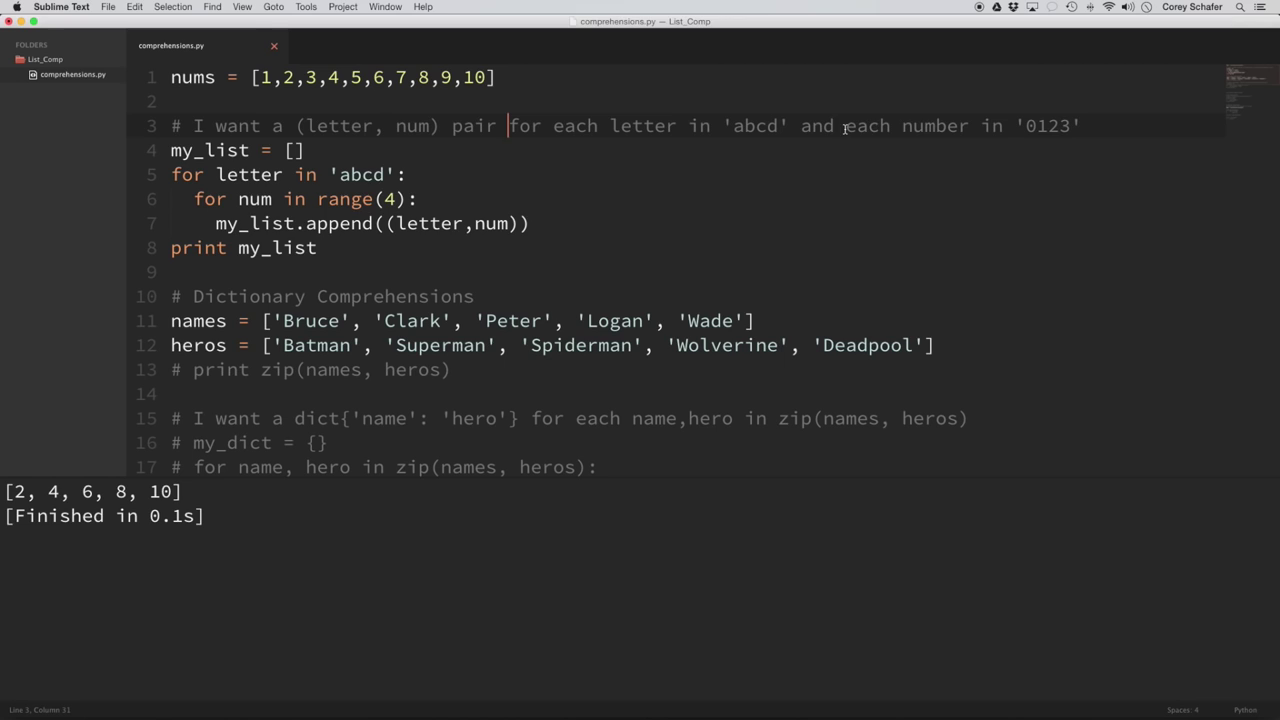 Sublime Text File Edit Selection Find View Goto Tools Project Window Help Corey Schafer
comprehensions.py — List_Comp
FOLDERS
List_Comp
comprehensions.py
comprehensions.py
1 nums = [1,2,3,4,5,6,7,8,9,10]
2
3 # I want a (letter, num) pair for each letter in 'abcd' and each number in '0123'
4 my_list = []
5 for letter in 'abcd':
6 for num in range(4):
7 my_list.append((letter,num))
8 print my_list
9
10 # Dictionary Comprehensions
11 names = ['Bruce', 'Clark', 'Peter', 'Logan', 'Wade']
12 heros = ['Batman', 'Superman', 'Spiderman', 'Wolverine', 'Deadpool']
13 # print zip(names, heros)
14
15 # I want a dict{'name': 'hero'} for each name,hero in zip(names, heros)
16 # my_dict = {}
17 # for name, hero in zip(names, heros):
[2, 4, 6, 8, 10]
[Finished in 0.1s]
Line 3, Column 31 Spaces: 4 Python